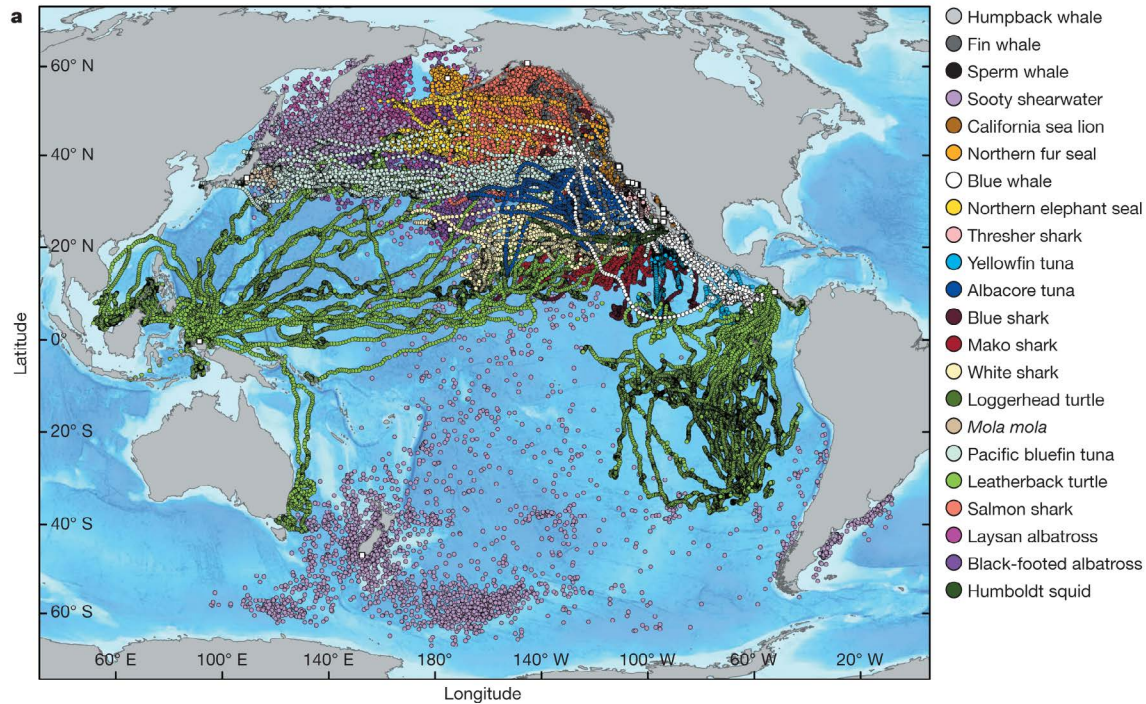 a
60° N
40° N
20° N
0°
20° S
40° S
60° S
Latitude
60° E 100° E 140° E 180° 140° W 100° W 60° W 20° W
Longitude
Humpback whale
Fin whale
Sperm whale
Sooty shearwater
California sea lion
Northern fur seal
Blue whale
Northern elephant seal
Thresher shark
Yellowfin tuna
Albacore tuna
Blue shark
Mako shark
White shark
Loggerhead turtle
Mola mola
Pacific bluefin tuna
Leatherback turtle
Salmon shark
Laysan albatross
Black-footed albatross
Humboldt squid